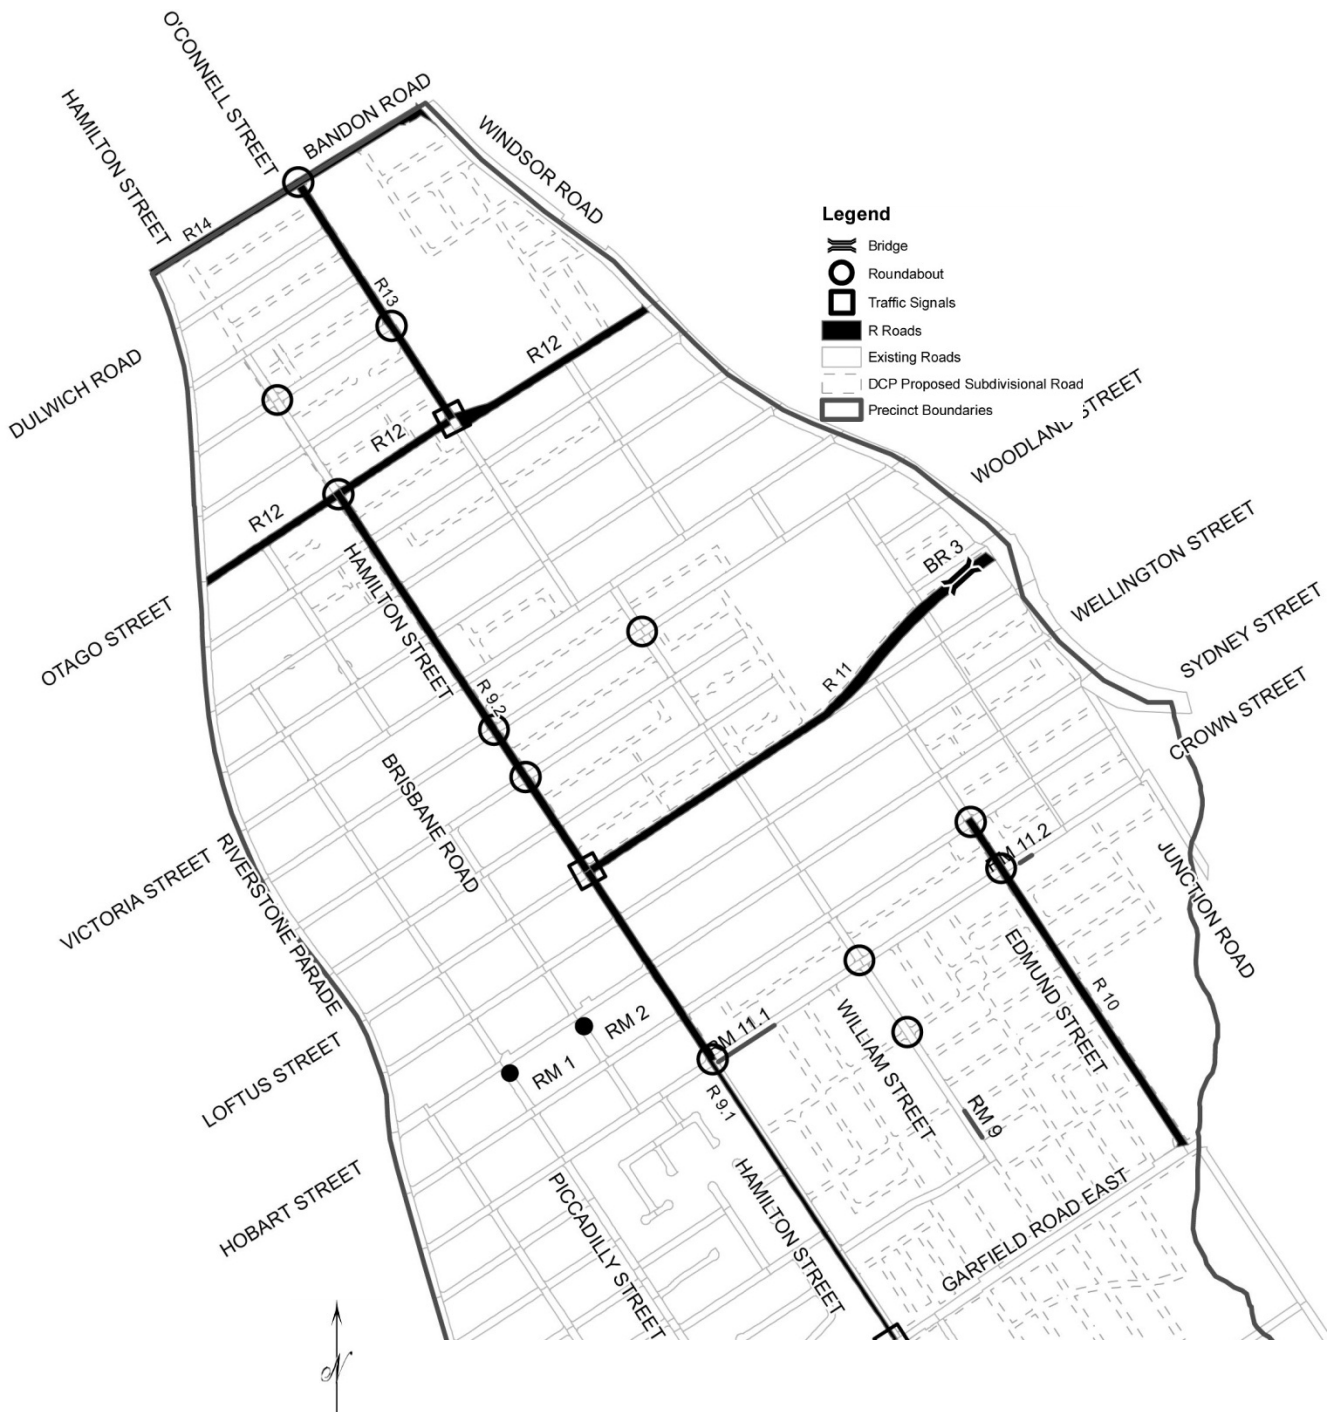 O'CONNELL STREET
HAMILTON STREET
BANDON ROAD
WINDSOR ROAD
R14
R13
DULWICH ROAD
R12
R12
R12
Legend
Bridge
Roundabout
Traffic Signals
R Roads
Existing Roads
DCP Proposed Subdivisional Road
Precinct Boundaries
WOODLAND STREET
BR 3
WELLINGTON STREET
SYDNEY STREET
CROWN STREET
OTAGO STREET
HAMILTON STREET
R 9.2
R 11
BRISBANE ROAD
VICTORIA STREET
RIVERSTONE PARADE
RM 11.2
JUNCTION ROAD
EDMUND STREET
R 10
RM 2
RM 1
RM 11.1
R 9.1
WILLIAM STREET
RM 9
LOFTUS STREET
HOBART STREET
PICCADILLY STREET
HAMILTON STREET
GARFIELD ROAD EAST
N